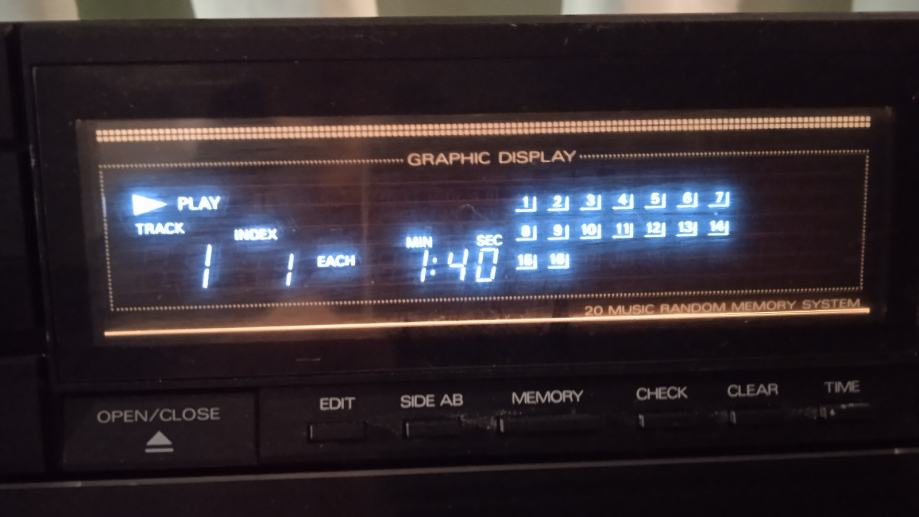 GRAPHIC DISPLAY
PLAY
1 2 3 4 5 6 7
TRACK INDEX MIN SEC
8 9 10 11 12 13 14
1 1 EACH 1:40
15 16
20 MUSIC RANDOM MEMORY SYSTEM
OPEN/CLOSE
EDIT SIDE AB MEMORY CHECK CLEAR TIME